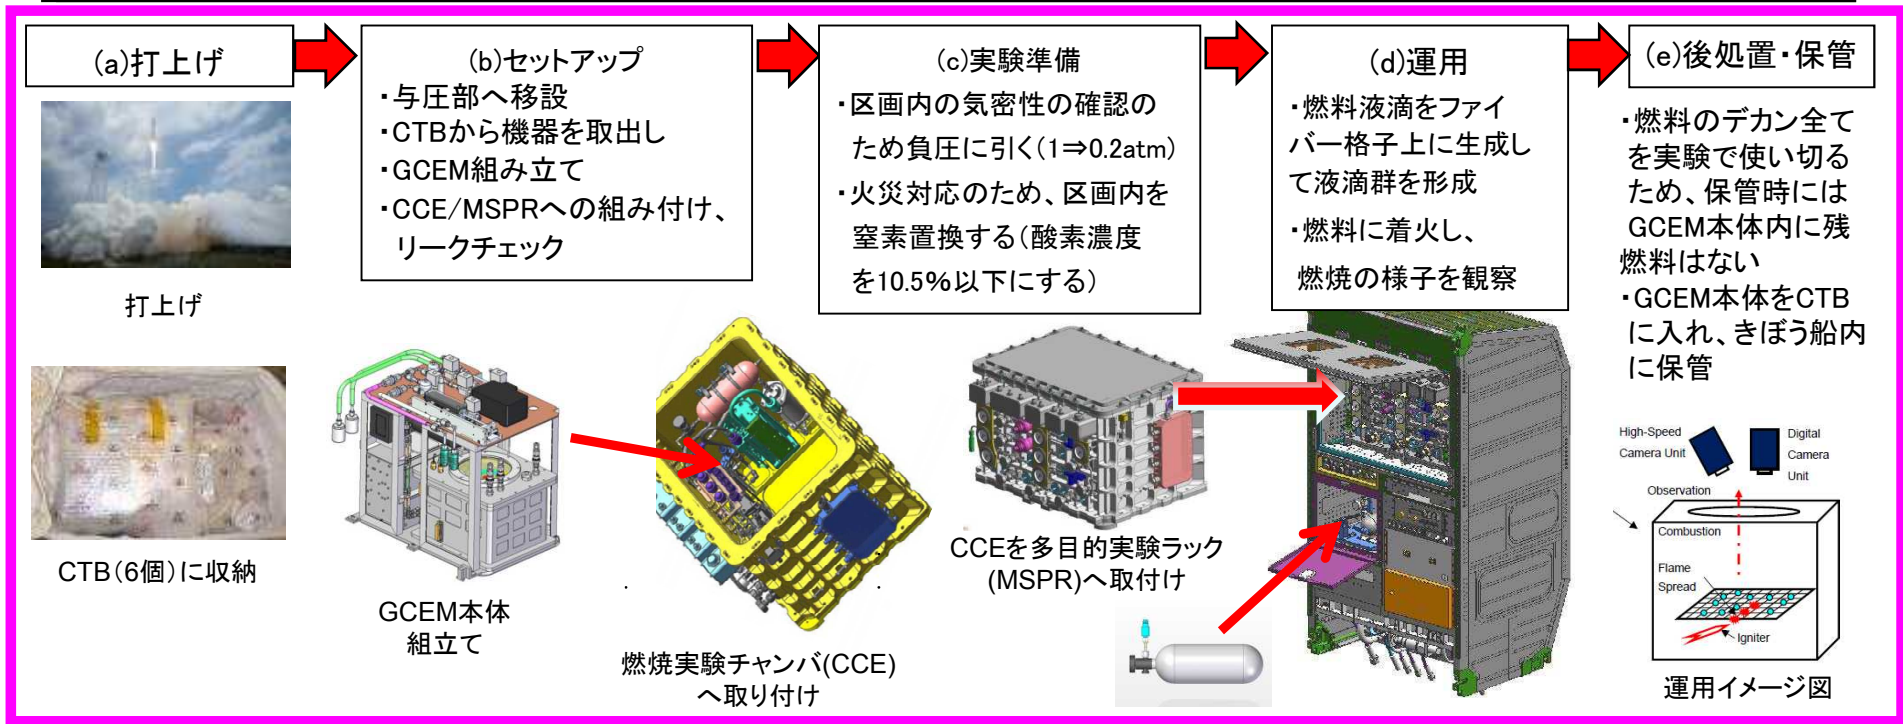 (a)打上げ
打上げ
CTB(6個)に収納
(b)セットアップ
・与圧部へ移設
・CTBから機器を取出し
・GCEM組み立て
・CCE/MSPRへの組み付け、
リークチェック
GCEM本体
組立て
燃焼実験チャンバ(CCE)
へ取り付け
(c)実験準備
・区画内の気密性の確認の
ため負圧に引く(1⇒0.2atm)
・火災対応のため、区画内を
窒素置換する(酸素濃度
を10.5%以下にする)
CCEを多目的実験ラック
(MSPR)へ取付け
(d)運用
・燃料液滴をファイ
バー格子上に生成し
て液滴群を形成
・燃料に着火し、
燃焼の様子を観察
(e)後処置・保管
・燃料のデカン全て
を実験で使い切る
ため、保管時には
GCEM本体内に残
燃料はない
・GCEM本体をCTB
に入れ、きぼう船内
に保管
High-Speed
Camera Unit
Digital
Camera
Unit
Observation
Combustion
Flame
Spread
Igniter
運用イメージ図